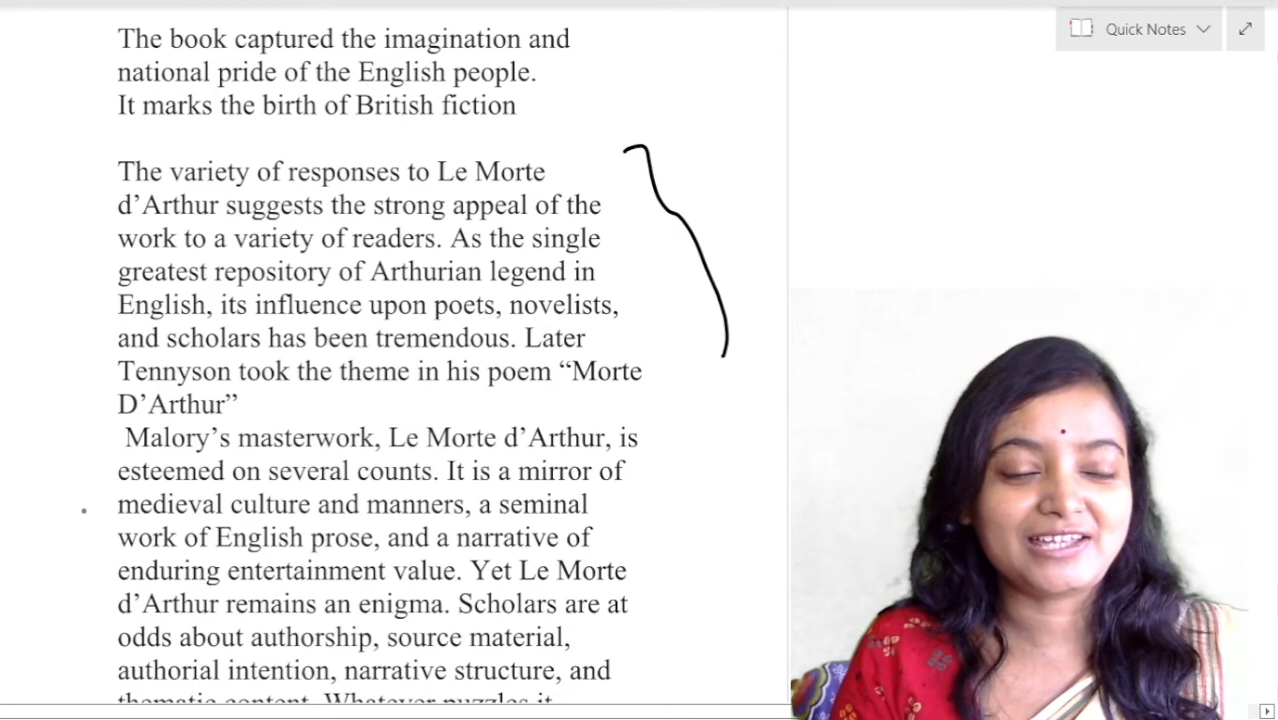 Quick Notes
The book captured the imagination and
national pride of the English people.
It marks the birth of British fiction
The variety of responses to Le Morte
d’Arthur suggests the strong appeal of the
work to a variety of readers. As the single
greatest repository of Arthurian legend in
English, its influence upon poets, novelists,
and scholars has been tremendous. Later
Tennyson took the theme in his poem “Morte
D’Arthur”
Malory’s masterwork, Le Morte d’Arthur, is
esteemed on several counts. It is a mirror of
medieval culture and manners, a seminal
work of English prose, and a narrative of
enduring entertainment value. Yet Le Morte
d’Arthur remains an enigma. Scholars are at
odds about authorship, source material,
authorial intention, narrative structure, and
thematic content. Whatever puzzles it